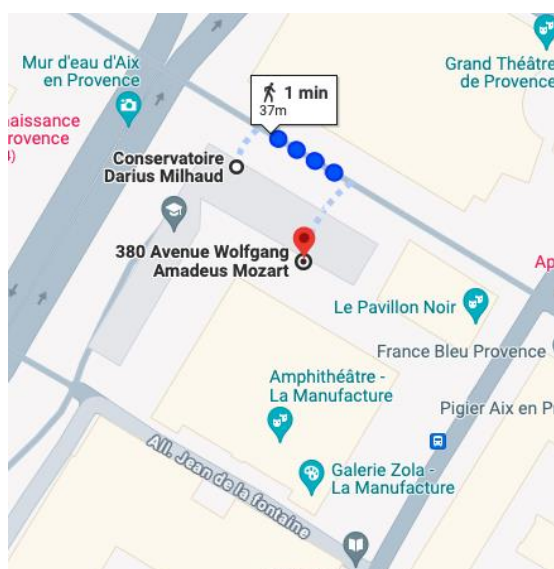 Mur d'eau d'Aix
en Provence
Grand Théâtre
de Provence
1 min
37m
naissance
rovence
4)
Conservatoire
Darius Milhaud
380 Avenue Wolfgang
Amadeus Mozart
Ap
Le Pavillon Noir
France Bleu Provence
Amphithéâtre -
La Manufacture
Pigier Aix en P
All. Jean de la fontaine
Galerie Zola -
La Manufacture